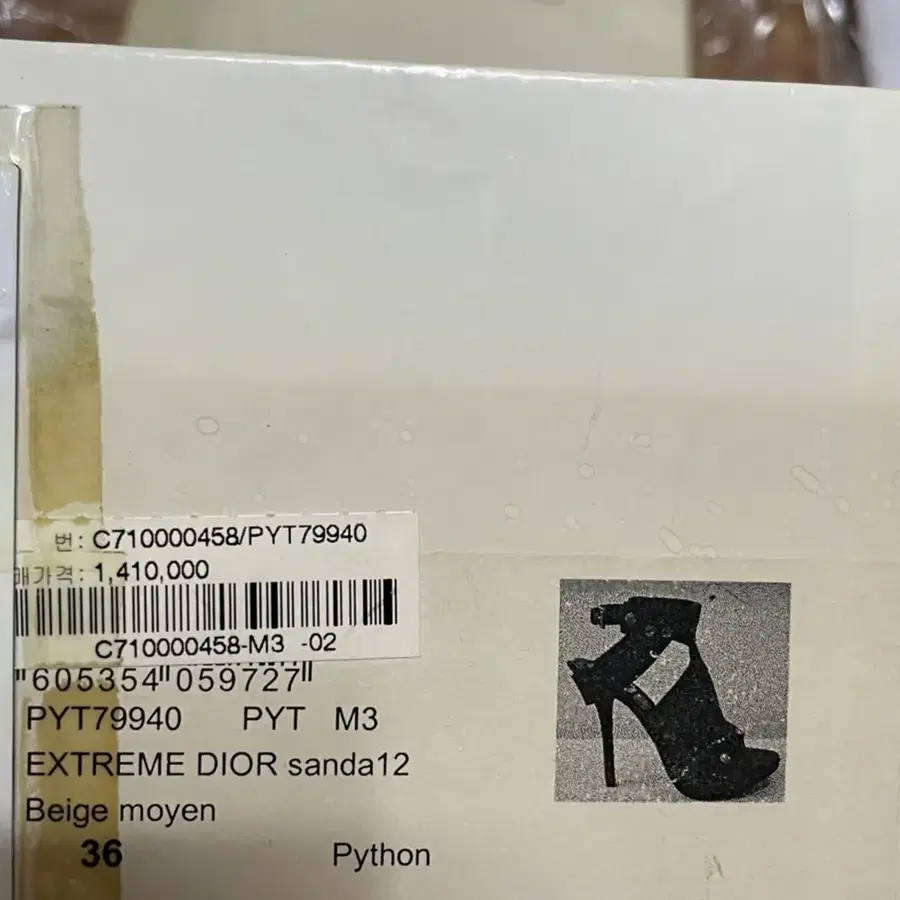 번: C710000458/PYT79940
매가격: 1,410,000
C710000458-M3 -02
"605354"059727"
PYT79940 PYT M3
EXTREME DIOR sanda12
Beige moyen
36 Python